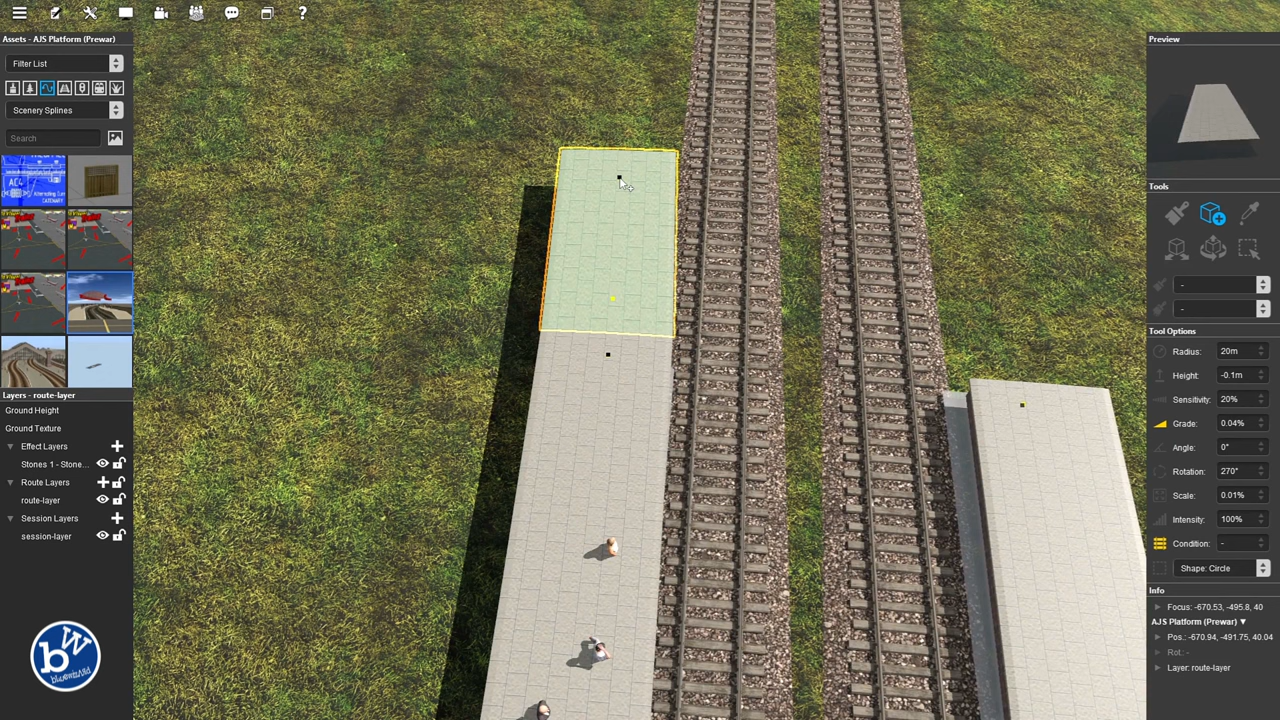 Assets - AJS Platform (Prewar)
Filter List
Scenery Splines
Search
AC4
Layers - route-layer
Ground Height
Ground Texture
Effect Layers
Stones 1 - Stone...
Route Layers
route-layer
Session Layers
session-layer
bW
Preview
Tools
-
-
Tool Options
Radius: 20m
Height: -0.1m
Sensitivity: 20%
Grade: 0.04%
Angle: 0°
Rotation: 270°
Scale: 0.01%
Intensity: 100%
Condition: -
Shape: Circle
Info
Focus: -670.53, -495.8, 40
AJS Platform (Prewar) ▼
Pos.: -670.94, -491.75, 40.04
Rot.: -
Layer: route-layer